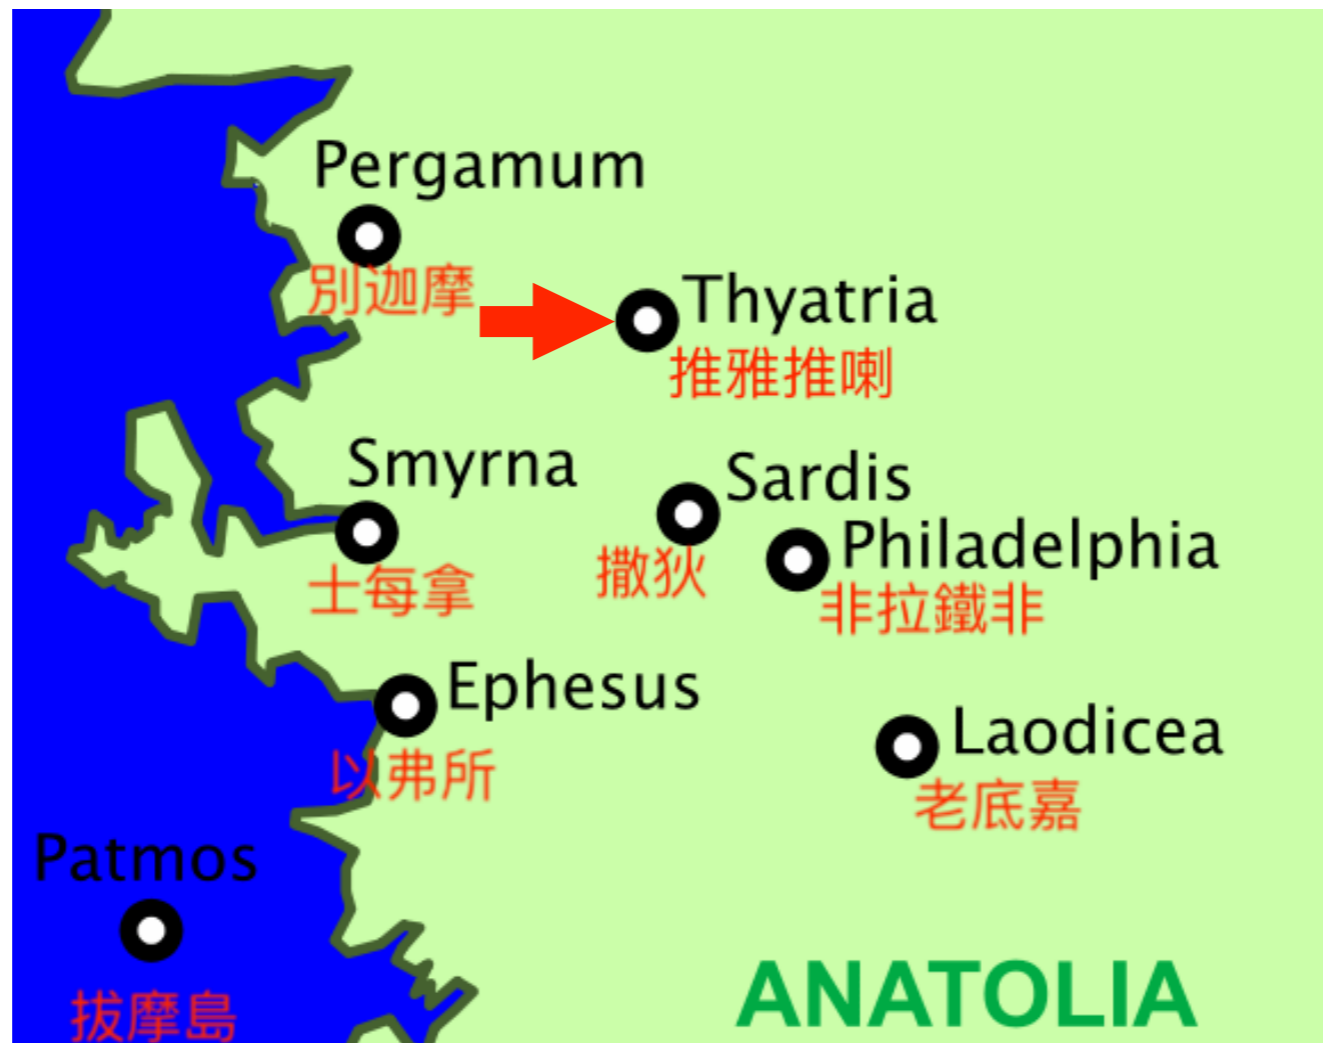 Pergamum
別迦摩
Thyatria
推雅推喇
Smyrna
士每拿
Sardis
撒狄
Philadelphia
非拉鐵非
Ephesus
以弗所
Laodicea
老底嘉
Patmos
拔摩島
ANATOLIA